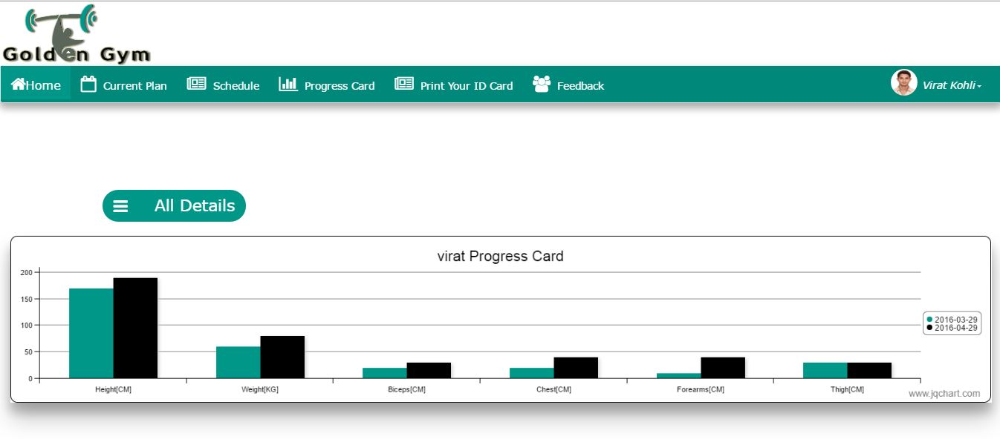 Golden Gym
Home Current Plan Schedule Progress Card Print Your ID Card Feedback Virat Kohli
All Details
virat Progress Card
200
150
100
50
0
2016-03-29
2016-04-29
Height[CM] Weight[KG] Biceps[CM] Chest[CM] Forearms[CM] Thigh[CM]
www.jqchart.com